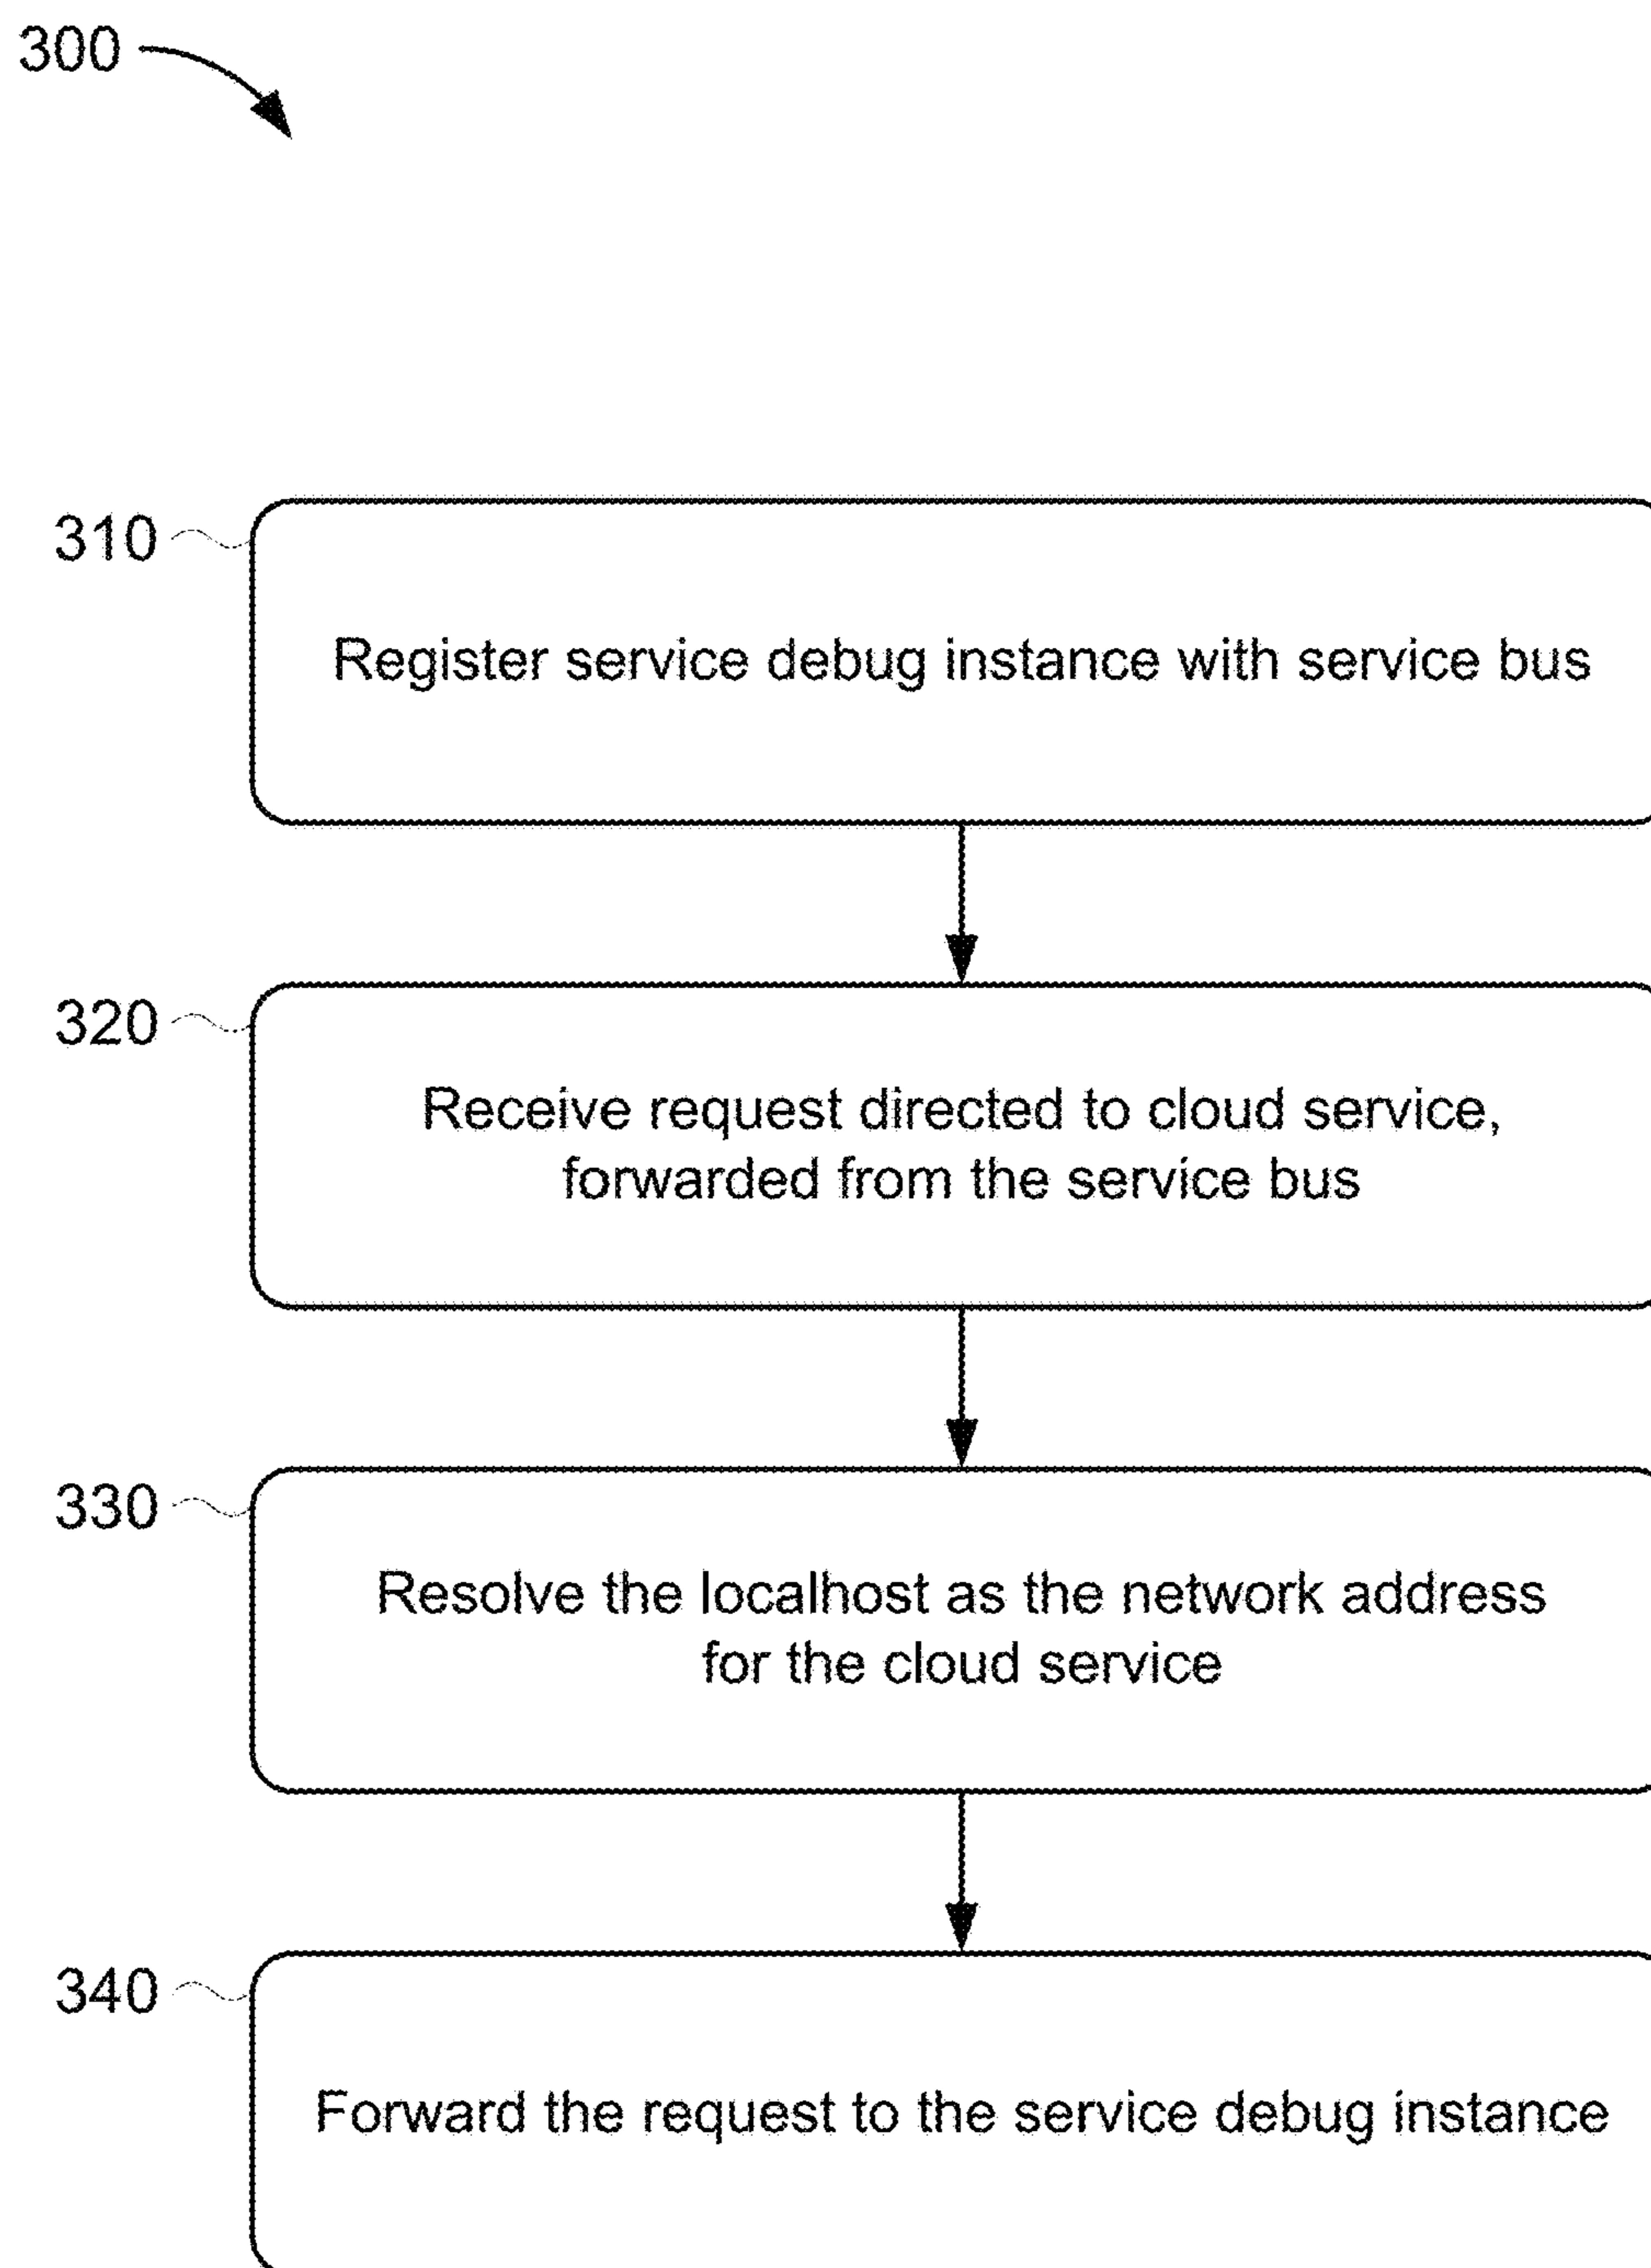 300
310
Register service debug instance with service bus
320
Receive request directed to cloud service,
forwarded from the service bus
330
Resolve the localhost as the network address
for the cloud service
340
Forward the request to the service debug instance